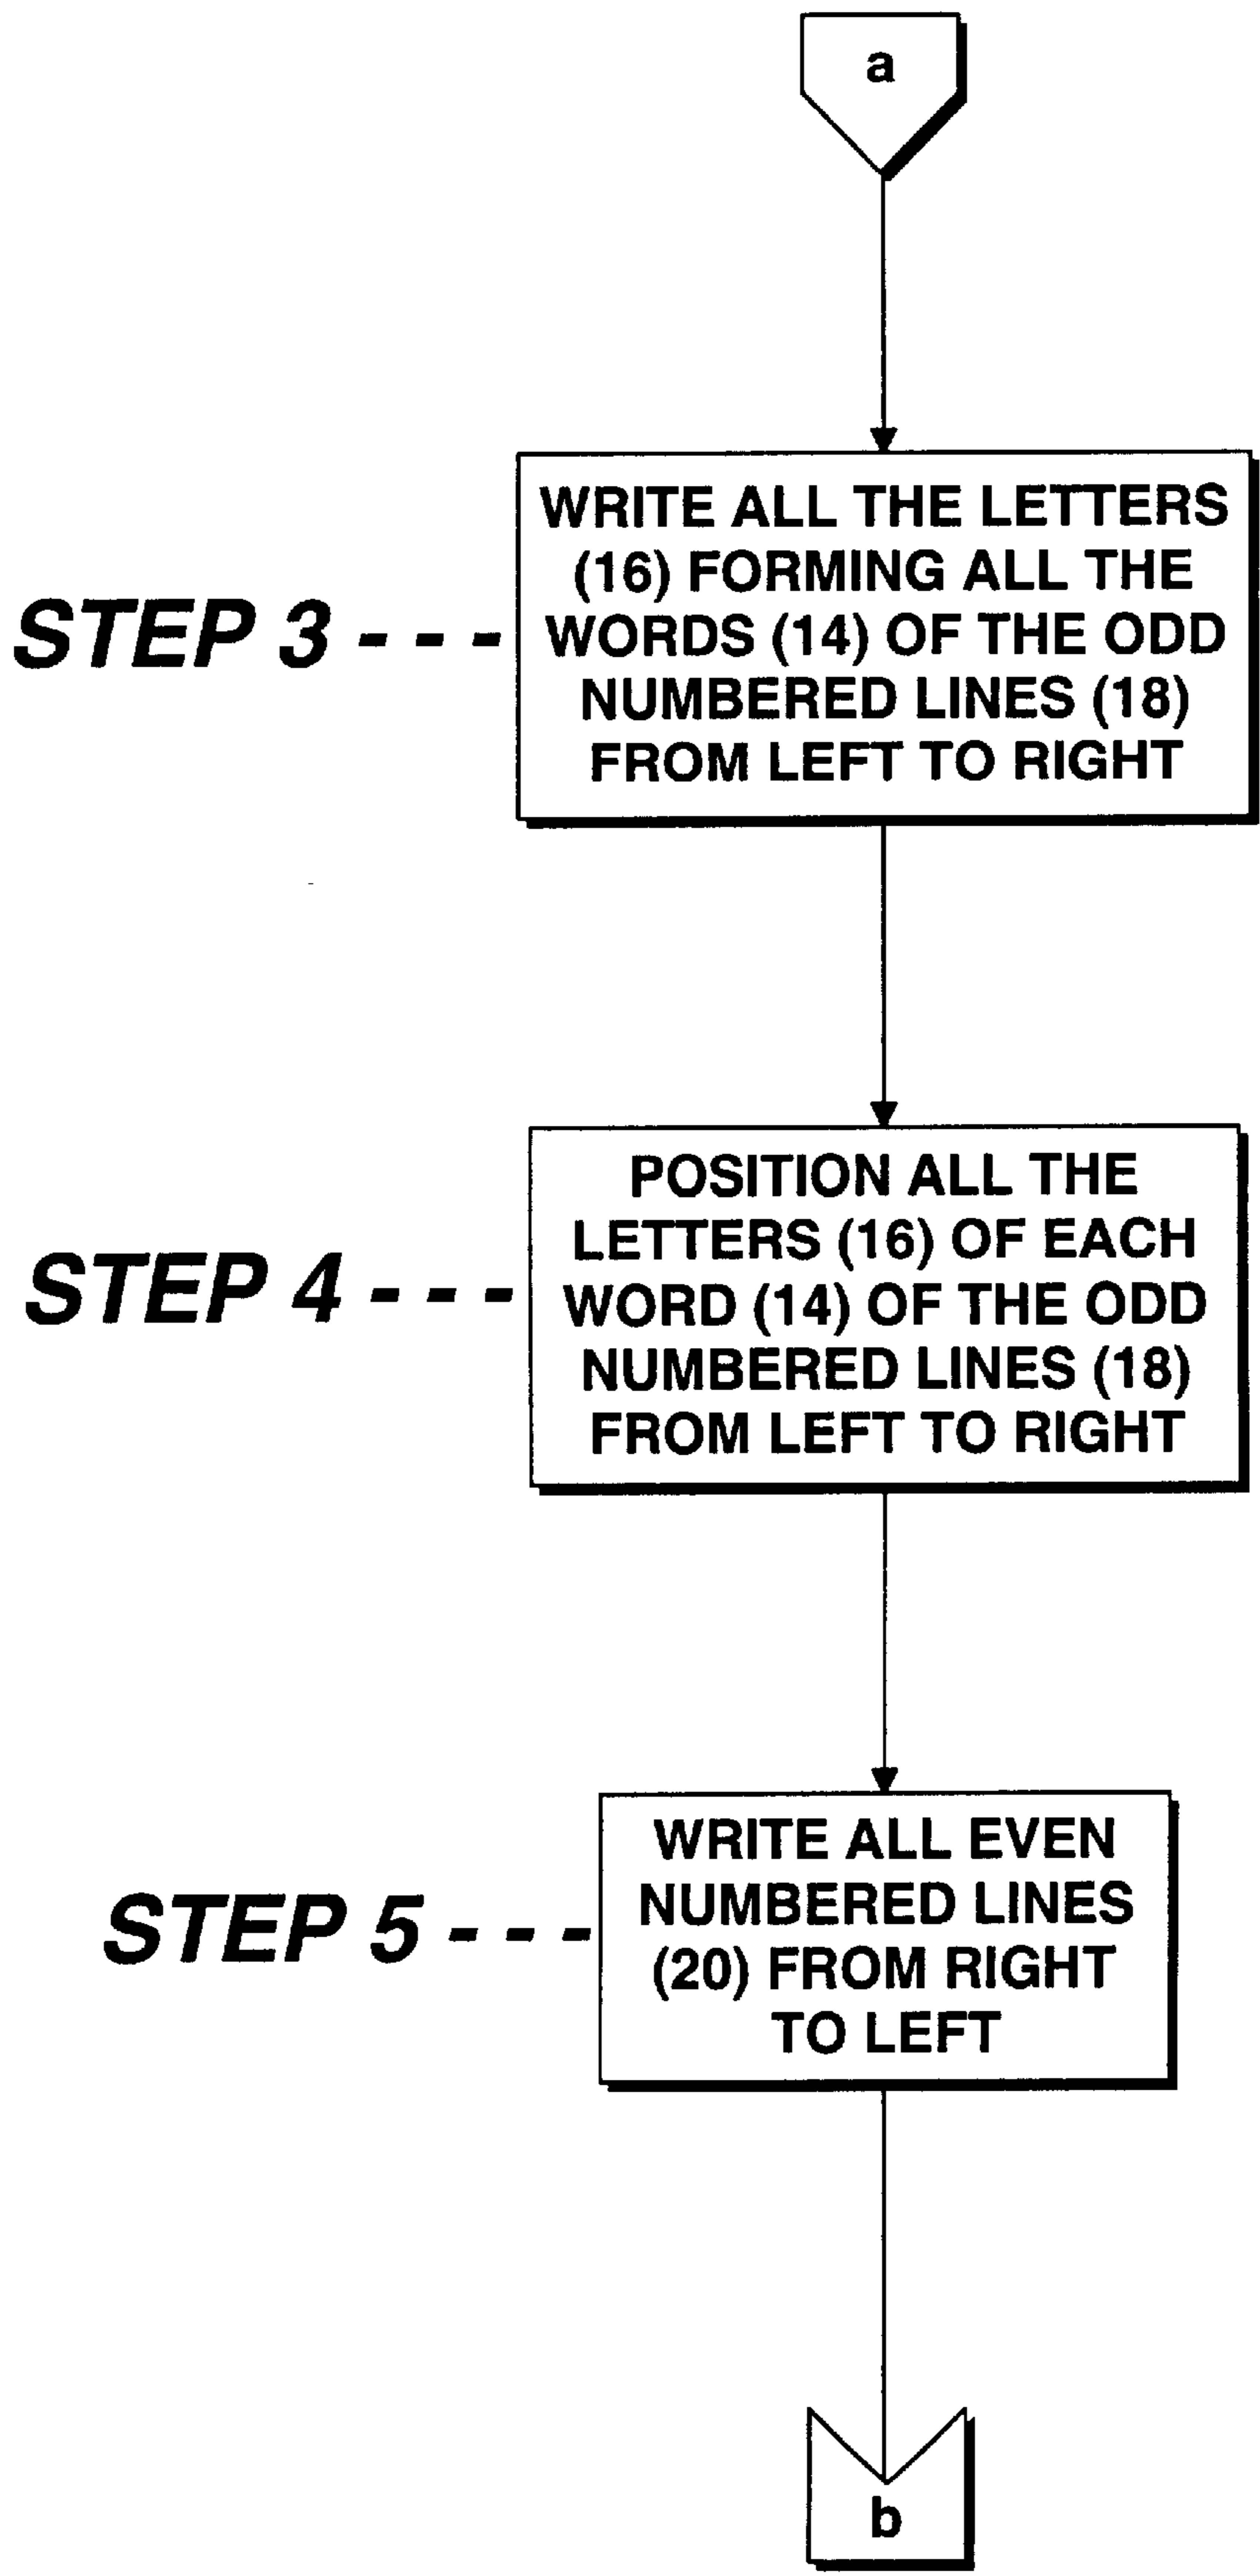 a
WRITE ALL THE LETTERS
(16) FORMING ALL THE
STEP 3 --- WORDS (14) OF THE ODD
NUMBERED LINES (18)
FROM LEFT TO RIGHT
POSITION ALL THE
LETTERS (16) OF EACH
STEP 4 --- WORD (14) OF THE ODD
NUMBERED LINES (18)
FROM LEFT TO RIGHT
WRITE ALL EVEN
NUMBERED LINES
STEP 5 --- (20) FROM RIGHT
TO LEFT
b